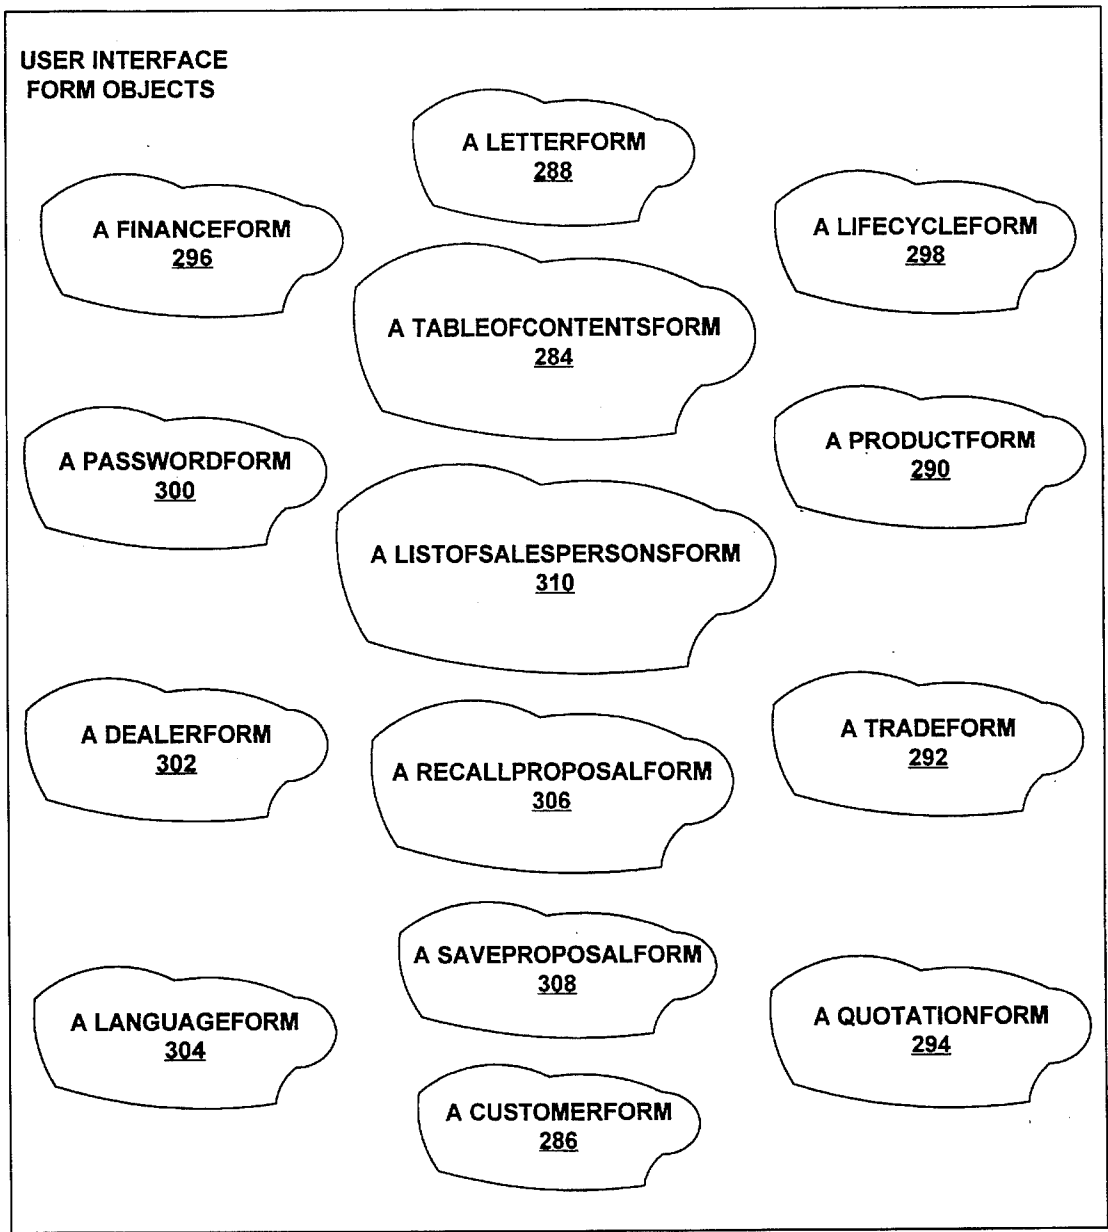 USER INTERFACE
FORM OBJECTS
A LETTERFORM
288
A FINANCEFORM
296
A LIFECYCLEFORM
298
A TABLEOFCONTENTSFORM
284
A PASSWORDFORM
300
A PRODUCTFORM
290
A LISTOFSALESPERSONSFORM
310
A DEALERFORM
302
A RECALLPROPOSALFORM
306
A TRADEFORM
292
A SAVEPROPOSALFORM
308
A LANGUAGEFORM
304
A QUOTATIONFORM
294
A CUSTOMERFORM
286